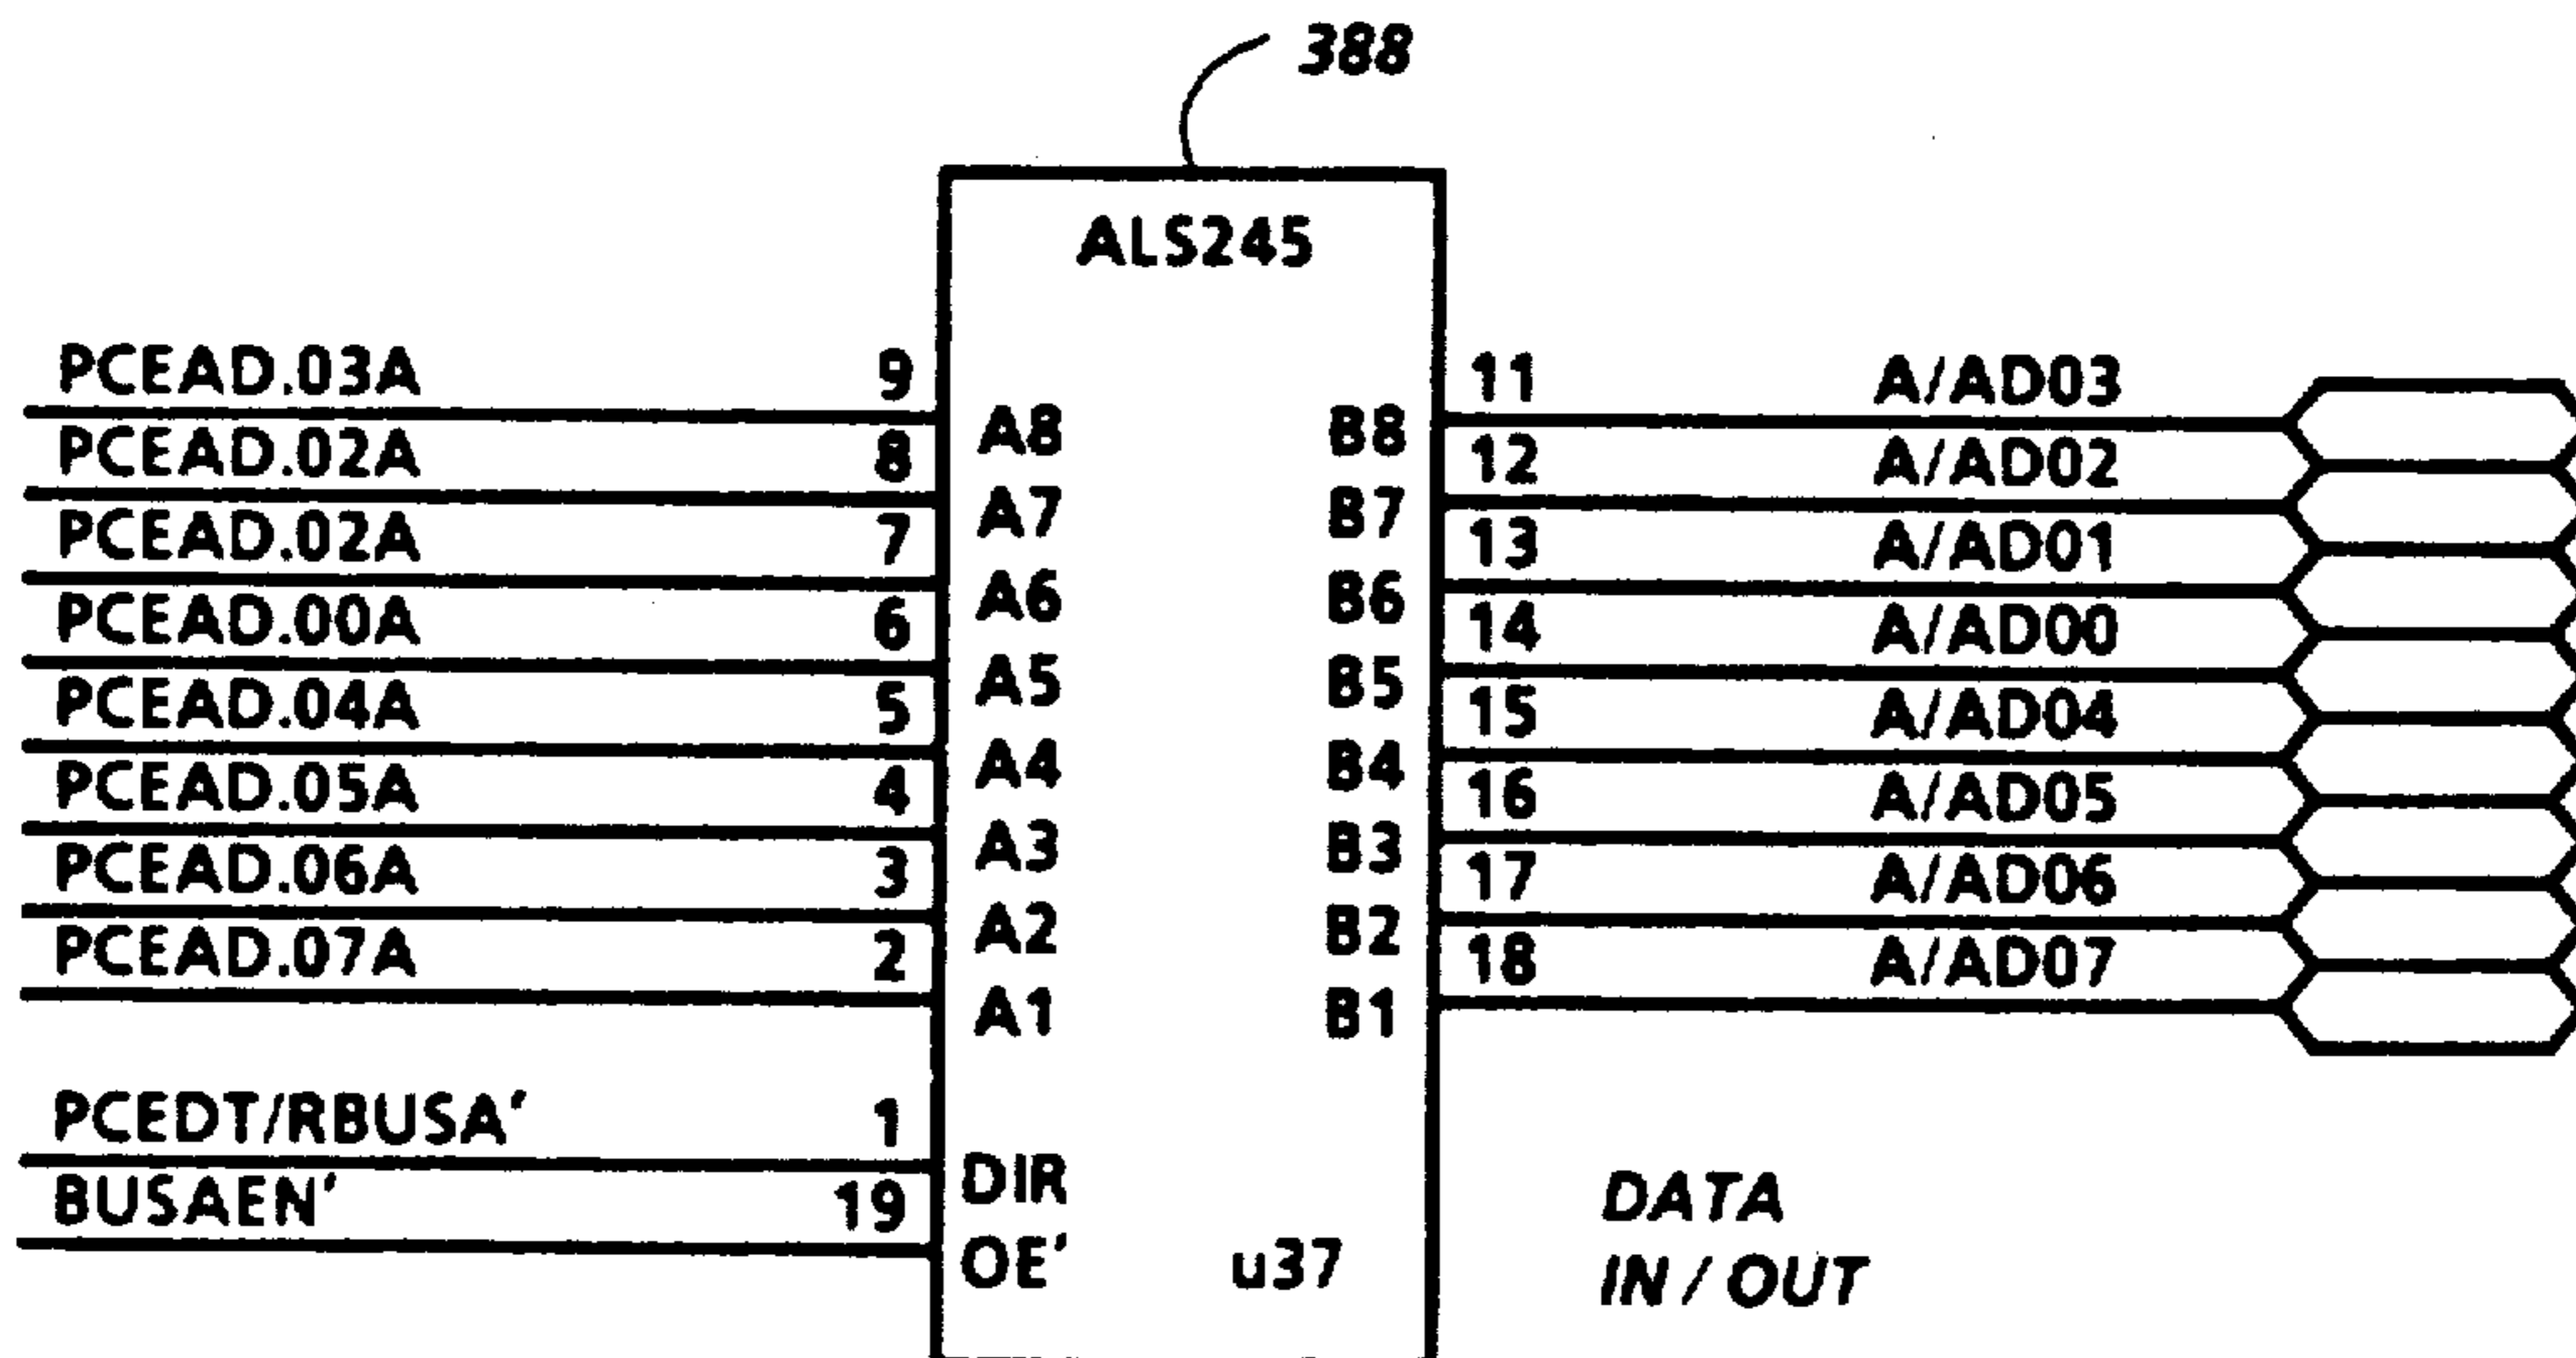 388
ALS245
PCEAD.03A 9 A8 B8 11 A/AD03
PCEAD.02A 8 A7 B7 12 A/AD02
PCEAD.02A 7 A6 B6 13 A/AD01
PCEAD.00A 6 A5 B5 14 A/AD00
PCEAD.04A 5 A4 B4 15 A/AD04
PCEAD.05A 4 A3 B3 16 A/AD05
PCEAD.06A 3 A2 B2 17 A/AD06
PCEAD.07A 2 A1 B1 18 A/AD07
PCEDT/RBUSA' 1 DIR
BUSAEN' 19 OE' u37
DATA
IN / OUT